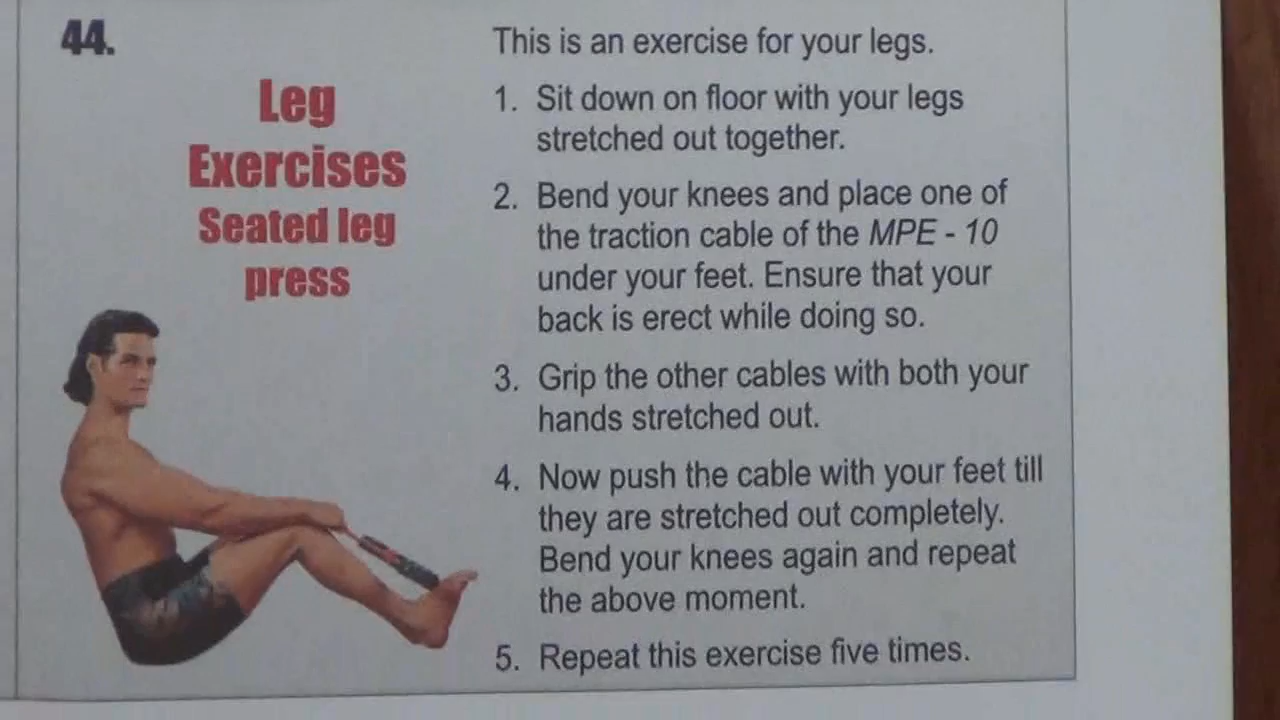 44.
Leg
Exercises
Seated leg
press
This is an exercise for your legs.
1. Sit down on floor with your legs
stretched out together.
2. Bend your knees and place one of
the traction cable of the MPE - 10
under your feet. Ensure that your
back is erect while doing so.
3. Grip the other cables with both your
hands stretched out.
4. Now push the cable with your feet till
they are stretched out completely.
Bend your knees again and repeat
the above moment.
5. Repeat this exercise five times.